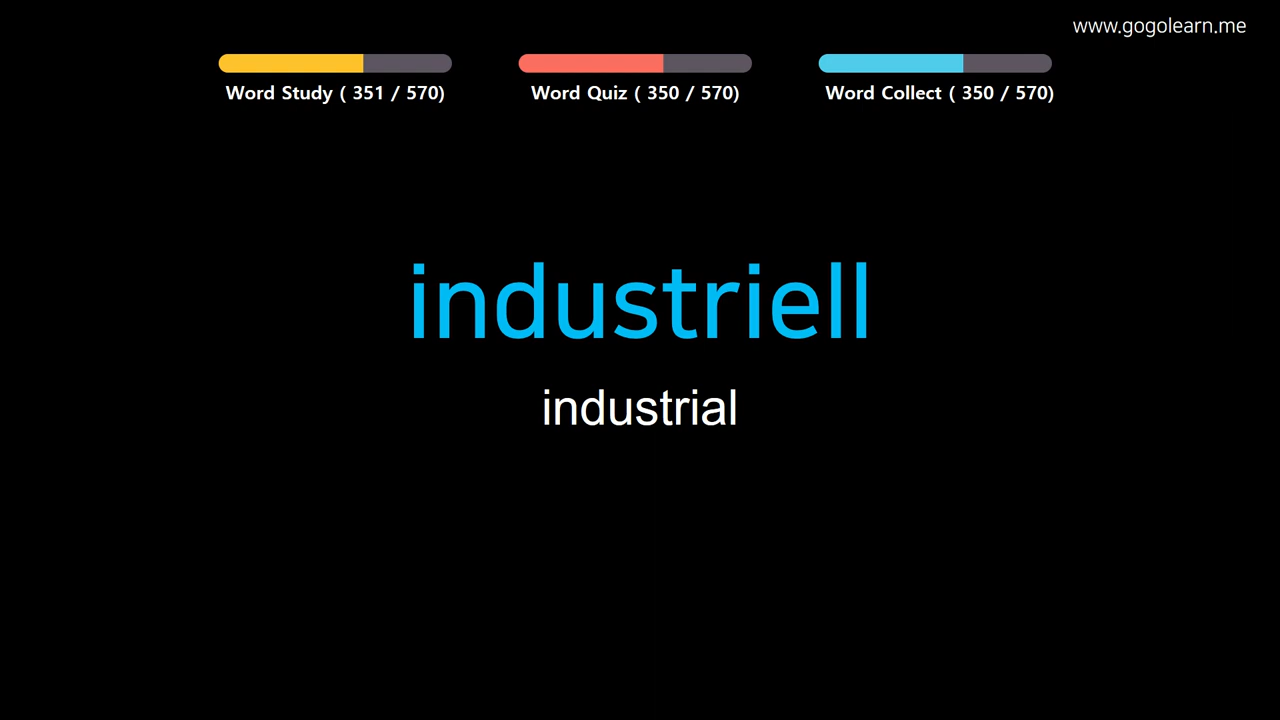 www.gogolearn.me
Word Study ( 351 / 570)
Word Quiz ( 350 / 570)
Word Collect ( 350 / 570)
industriell
industrial